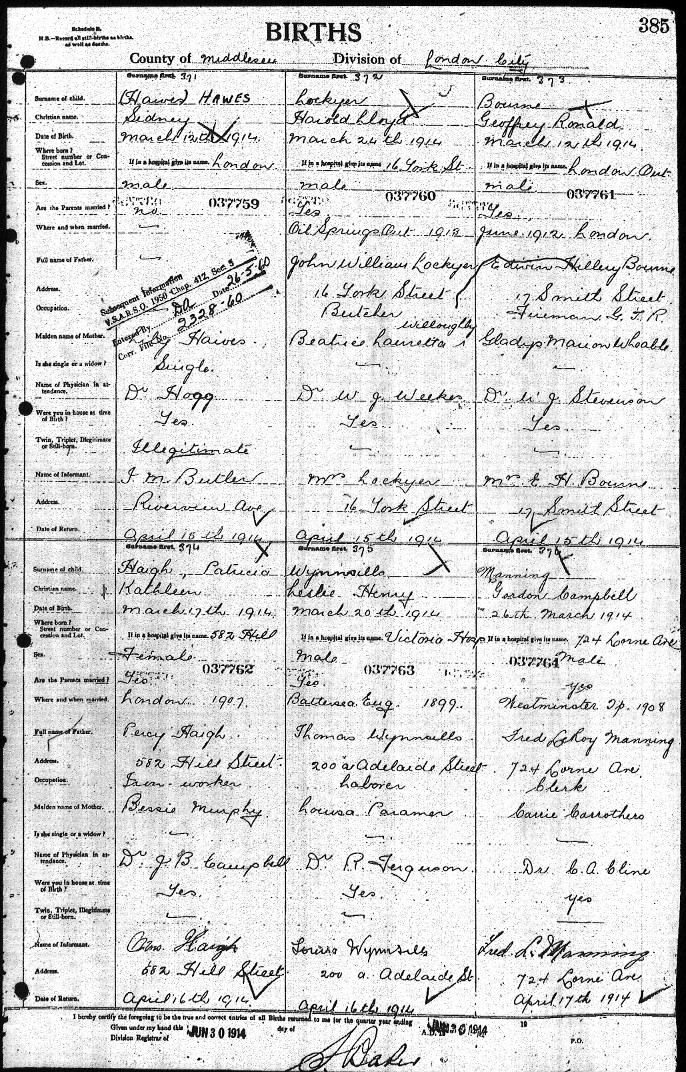 Schedule B.
N.B.—Record all still-births as births, as well as deaths.
BIRTHS
385
County of Middlesex Division of London City
Surname first. 371
Surname of child. (Hawes) HAWES
Christian name. Sidney
Date of Birth. March 12th 1914
Where born? Street number or Concession and Lot. If in a hospital give its name. London
Sex. male
037759
Are the Parents married? no
Where and when married. —
Full name of Father. —
Address.
Subsequent Information
V.S.A.R.S.O. 1950 Chap. 412, Sec. 5
Entered By Date 26-5-60
Corr. File No. 2328-60
Occupation.
Maiden name of Mother. Hawes
Is she single or a widow? Single
Name of Physician in attendance. Dr Hogg
Were you in house at time of Birth? Yes
Twin, Triplet, Illegitimate or Still-born. Illegitimate
Name of Informant. J. M. Butler
Address. Riverview Ave
Date of Return. April 15th 1914
Surname first. 372
Lockyer
Harold Lloyd
March 24th 1914
If in a hospital give its name. 16 York St
male
037760
Yes
Oil Springs Ont 1913
John William Lockyer
16 York Street
Butcher
Willoughby
Beatrice Lauretta
—
Dr W J Weekes
Yes
—
Mrs Lockyer
16 York Street
April 15th 1914
Surname first. 373
Bourne
Geoffrey Ronald
March 12th 1914
If in a hospital give its name. London Ont
male
037761
Yes
June 1912 London
Edwin Hillery Bourne
17 Smith Street
Fireman G. T. R.
Gladys Marion Wheable
—
Dr W J Stevenson
Yes
—
Mr E H Bourne
17 Smith Street
April 15th 1914
Surname first. 374
Surname of child. Haigh, Patricia
Christian name. Kathleen
Date of Birth. March 17th 1914
Where born? Street number or Concession and Lot. If in a hospital give its name. 582 Hill
Sex. Female
037762
Are the Parents married? Yes
Where and when married. London 1907
Full name of Father. Percy Haigh
Address. 582 Hill Street
Occupation. Iron-worker
Maiden name of Mother. Bessie Murphy
Is she single or a widow? —
Name of Physician in attendance. Dr J B Campbell
Were you in house at time of Birth? Yes
Twin, Triplet, Illegitimate or Still-born. —
Name of Informant. Mrs Haigh
Address. 582 Hill Street
Date of Return. April 16th 1914
Surname first. 375
Wynnsills
Leslie Henry
March 20th 1914
If in a hospital give its name. Victoria Hosp
Male
037763
Yes
Battersea Eng. 1899
Thomas Wynnsills
200 a Adelaide Street
Laborer
Louisa Paramer
—
Dr R. Ferguson
Yes
—
Louisa Wynnsills
200 a. Adelaide St
April 16th 1914
Surname first. 376
Manning
Gordon Campbell
26th March 1914
If in a hospital give its name. 724 Lorne Ave
Male
037764
yes
Westminster Tp. 1908
Fred LeRoy Manning
724 Lorne Ave
Clerk
Carrie Carrothers
—
Dr C. A. Cline
yes
—
Fred. L. Manning
724 Lorne Ave
April 17th 1914
I hereby certify the foregoing to be the true and correct entries of all Births returned to me for the quarter year ending JUN 30 1914 19
Given under my hand this JUN 30 1914 day of A.D. 19
Division Registrar of P.O.
S. Baker